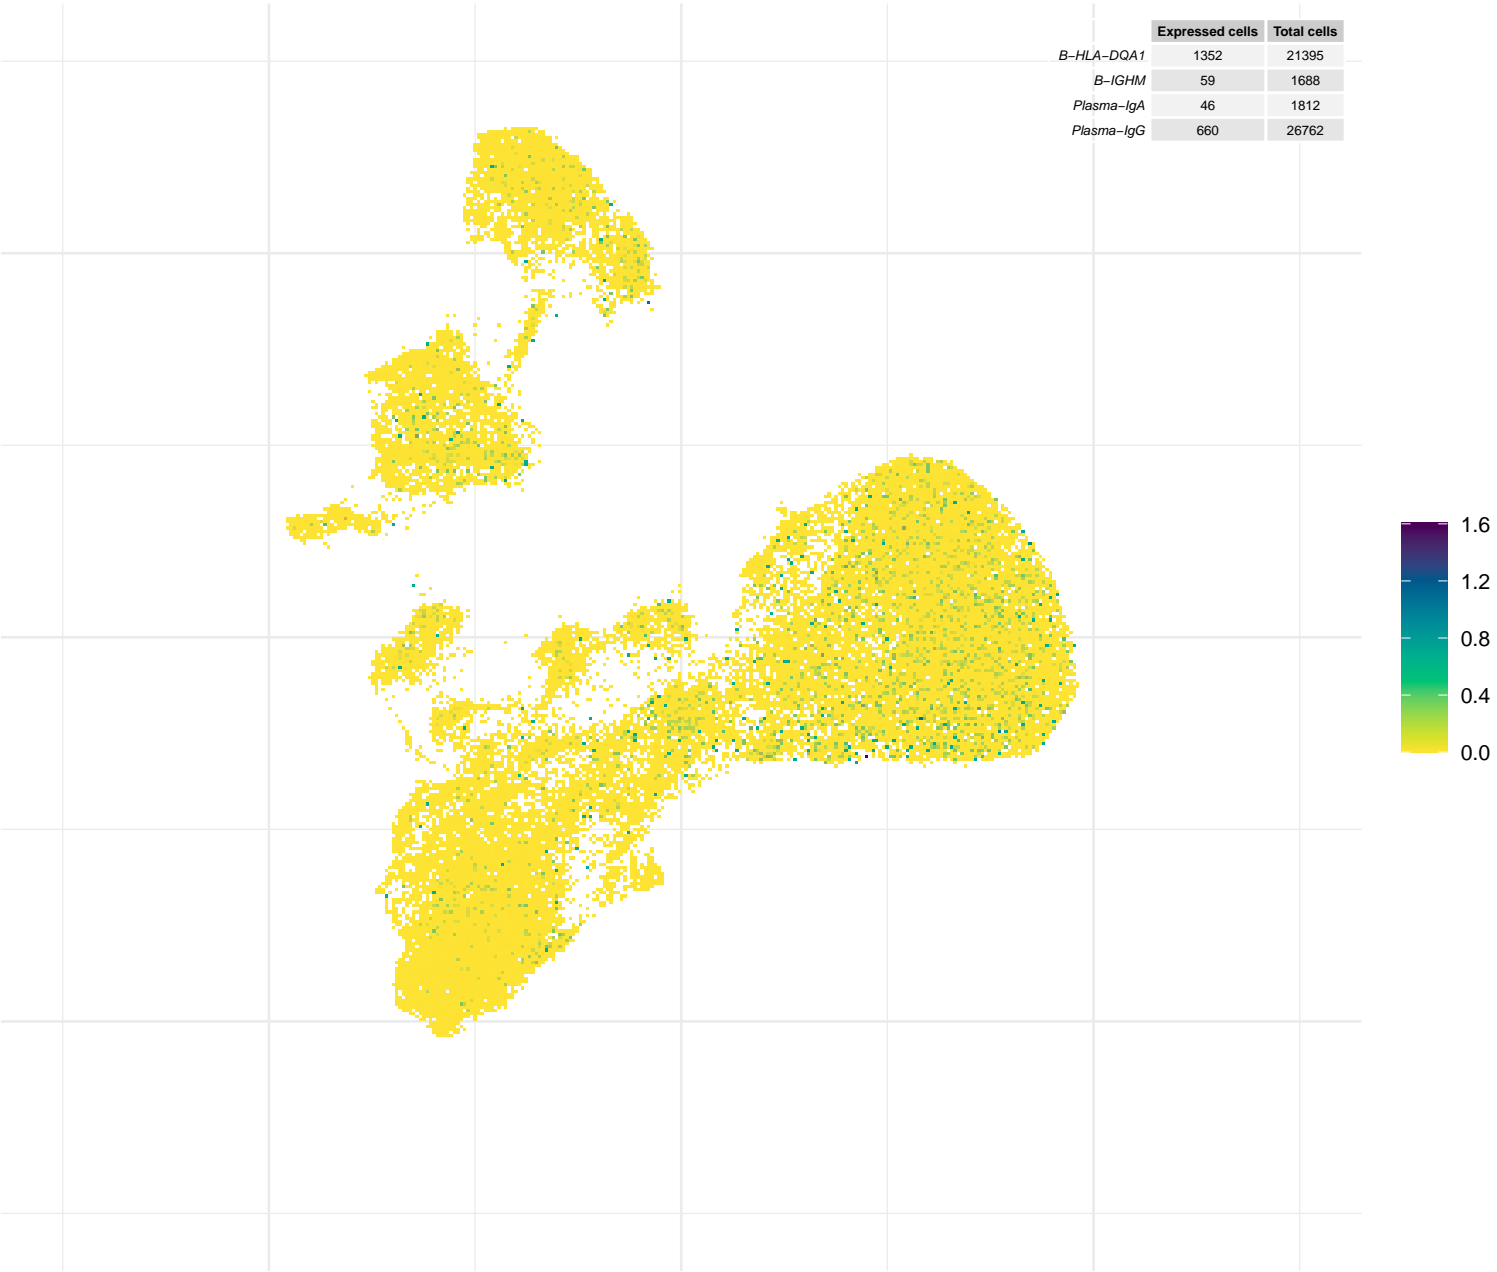 Expressed cells Total cells
B−HLA−DQA1 1352 21395
B−IGHM 59 1688
Plasma−IgA 46 1812
Plasma−IgG 660 26762
1.6
1.2
0.8
0.4
0.0